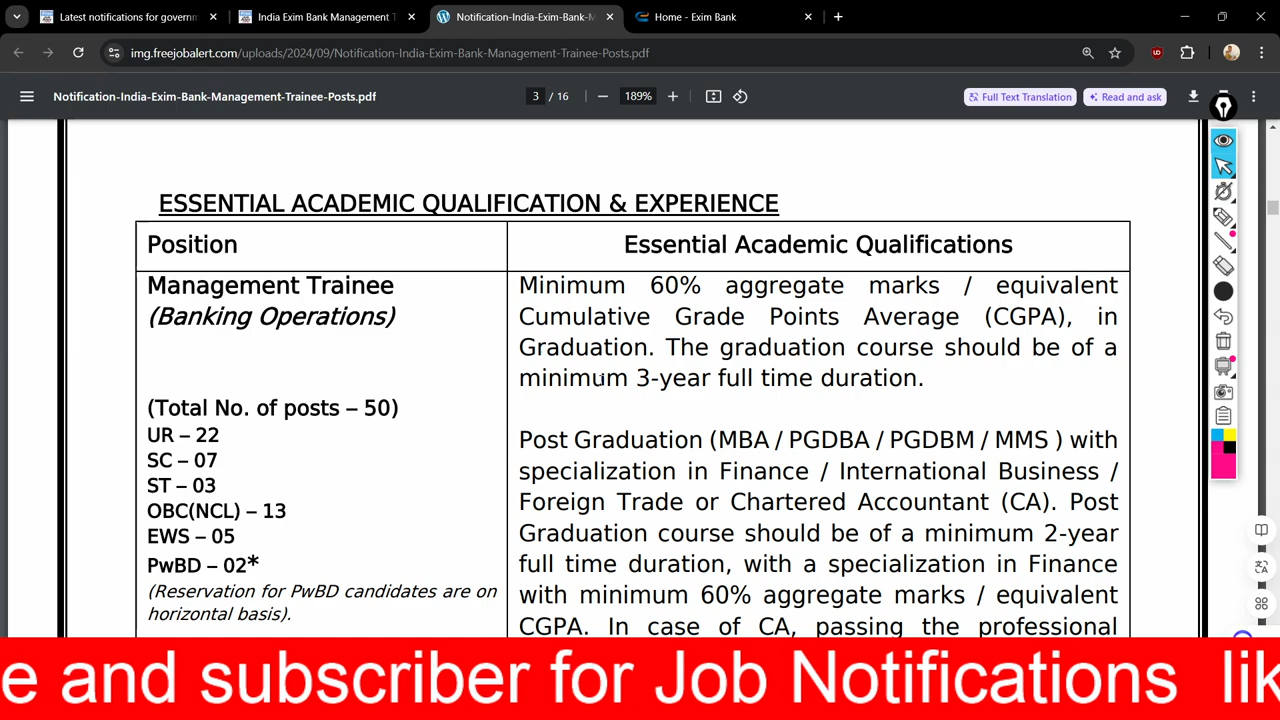 Latest notifications for governm
India Exim Bank Management T
Notification-India-Exim-Bank-M
Home - Exim Bank
img.freejobalert.com/uploads/2024/09/Notification-India-Exim-Bank-Management-Trainee-Posts.pdf
Notification-India-Exim-Bank-Management-Trainee-Posts.pdf
3 / 16
189%
Full Text Translation
Read and ask
ESSENTIAL ACADEMIC QUALIFICATION & EXPERIENCE
Position
Essential Academic Qualifications
Management Trainee
(Banking Operations)
(Total No. of posts – 50)
UR – 22
SC – 07
ST – 03
OBC(NCL) – 13
EWS – 05
PwBD – 02*
(Reservation for PwBD candidates are on
horizontal basis).
Minimum 60% aggregate marks / equivalent
Cumulative Grade Points Average (CGPA), in
Graduation. The graduation course should be of a
minimum 3-year full time duration.
Post Graduation (MBA / PGDBA / PGDBM / MMS ) with
specialization in Finance / International Business /
Foreign Trade or Chartered Accountant (CA). Post
Graduation course should be of a minimum 2-year
full time duration, with a specialization in Finance
with minimum 60% aggregate marks / equivalent
CGPA. In case of CA, passing the professional
e and subscriber for Job Notifications lik